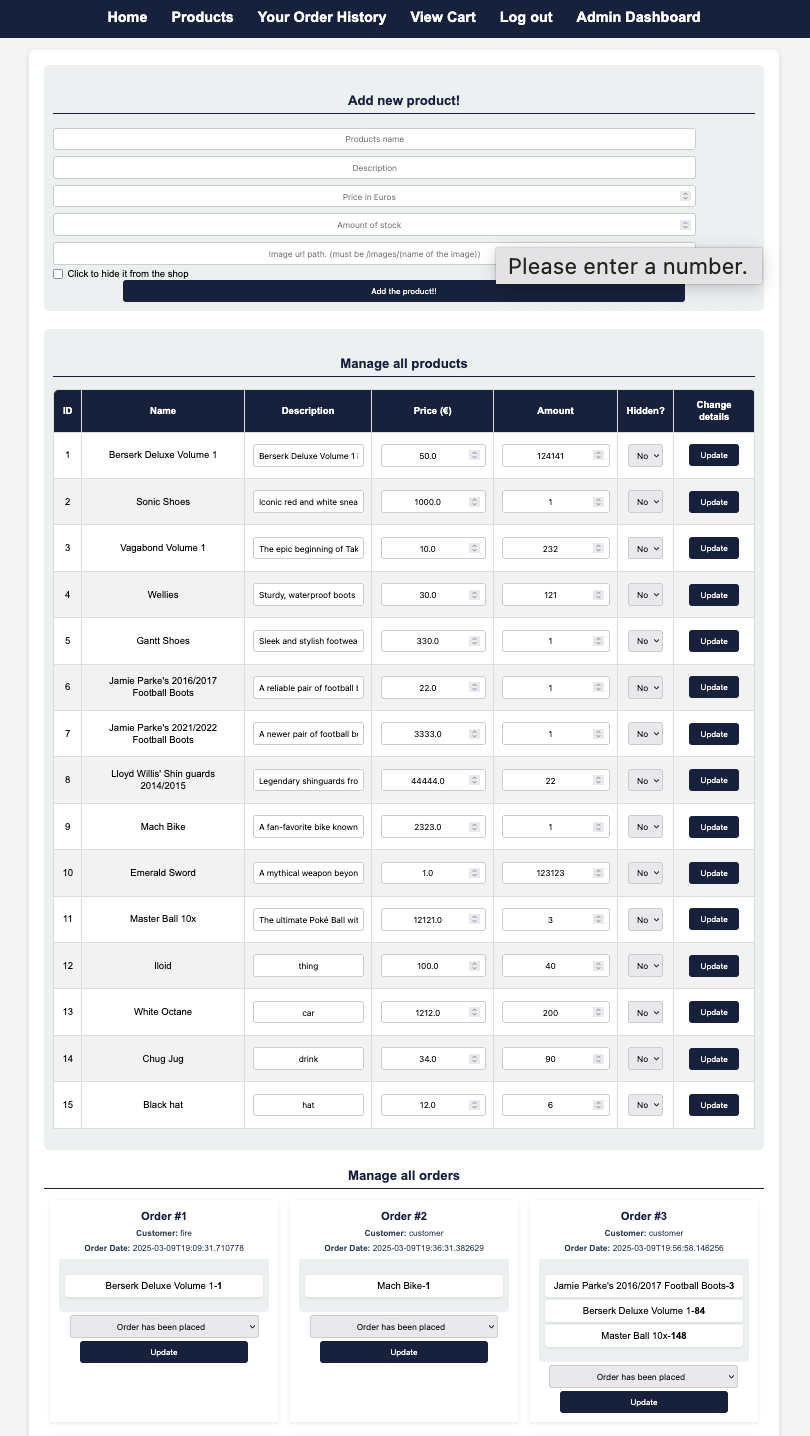 Home Products Your Order History View Cart Log out Admin Dashboard
Add new product!
Products name
Description
Price in Euros
Amount of stock
Image url path. (must be /images/(name of the image))
Please enter a number.
Click to hide it from the shop
Add the product!!
Manage all products
ID Name Description Price (€) Amount Hidden? Change details
1 Berserk Deluxe Volume 1 Berserk Deluxe Volume 1 i 50.0 124141 No Update
2 Sonic Shoes Iconic red and white snea 1000.0 1 No Update
3 Vagabond Volume 1 The epic beginning of Tak 10.0 232 No Update
4 Wellies Sturdy, waterproof boots 30.0 121 No Update
5 Gantt Shoes Sleek and stylish footwea 330.0 1 No Update
6 Jamie Parke's 2016/2017 Football Boots A reliable pair of football b 22.0 1 No Update
7 Jamie Parke's 2021/2022 Football Boots A newer pair of football bo 3333.0 1 No Update
8 Lloyd Willis' Shin guards 2014/2015 Legendary shinguards fro 44444.0 22 No Update
9 Mach Bike A fan-favorite bike known 2323.0 1 No Update
10 Emerald Sword A mythical weapon beyon 1.0 123123 No Update
11 Master Ball 10x The ultimate Poké Ball wit 12121.0 3 No Update
12 Iloid thing 100.0 40 No Update
13 White Octane car 1212.0 200 No Update
14 Chug Jug drink 34.0 90 No Update
15 Black hat hat 12.0 6 No Update
Manage all orders
Order #1
Customer: fire
Order Date: 2025-03-09T19:09:31.710778
Berserk Deluxe Volume 1-1
Order has been placed
Update
Order #2
Customer: customer
Order Date: 2025-03-09T19:36:31.382629
Mach Bike-1
Order has been placed
Update
Order #3
Customer: customer
Order Date: 2025-03-09T19:56:58.146256
Jamie Parke's 2016/2017 Football Boots-3
Berserk Deluxe Volume 1-84
Master Ball 10x-148
Order has been placed
Update